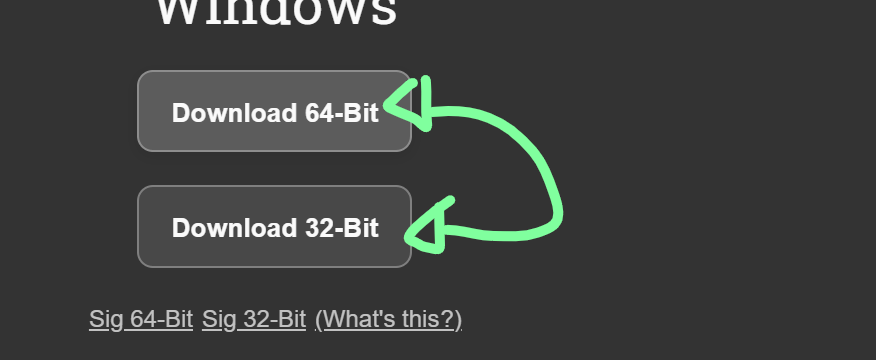 Windows
Download 64-Bit
Download 32-Bit
Sig 64-Bit Sig 32-Bit (What's this?)